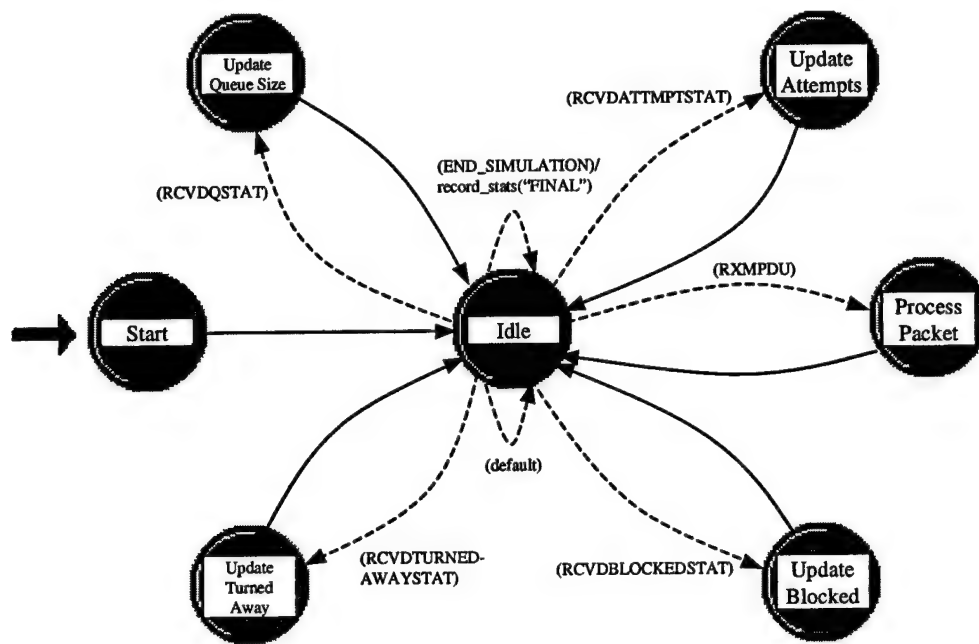 Update
Queue Size
Update
Attempts
(RCVDATTMPTSTAT)
(END_SIMULATION)/
record_stats("FINAL")
(RCVDQSTAT)
(RXMPDU)
Start
Idle
Process
Packet
(default)
(RCVDTURNED-
AWAYSTAT)
(RCVDBLOCKEDSTAT)
Update
Turned
Away
Update
Blocked